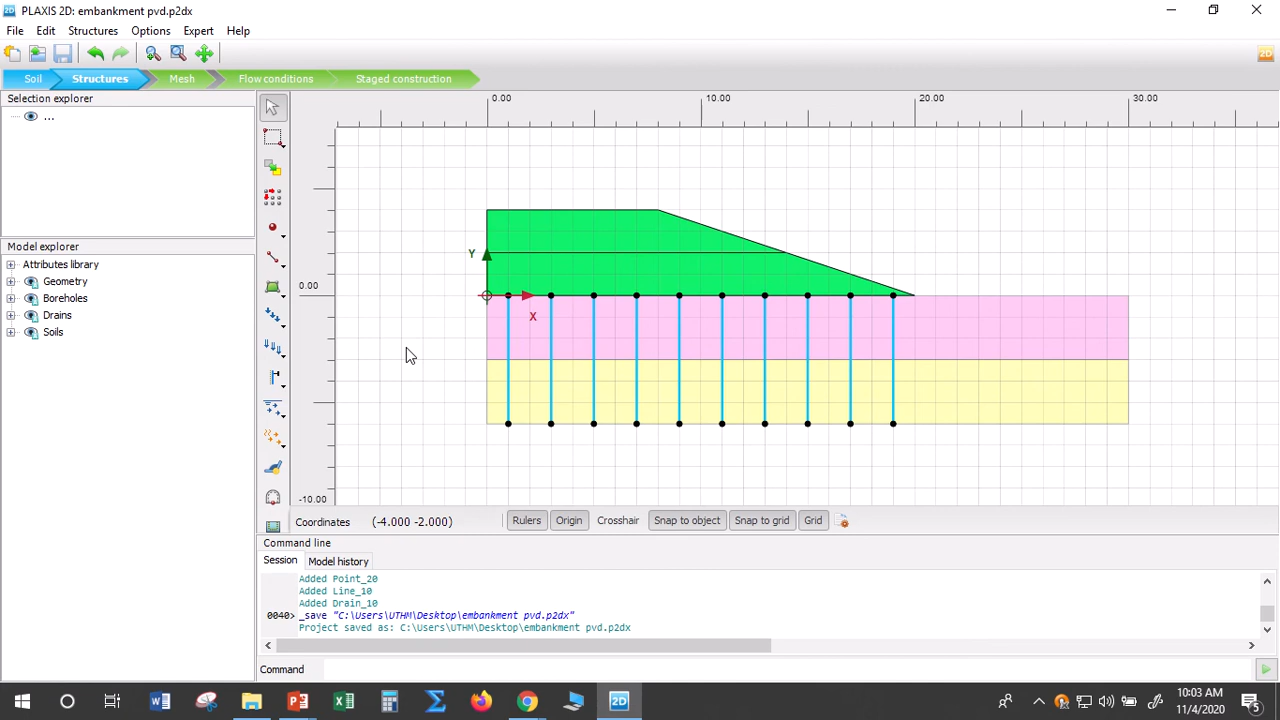 PLAXIS 2D: embankment pvd.p2dx
File Edit Structures Options Expert Help
2D
Soil Structures Mesh Flow conditions Staged construction
Selection explorer
...
Model explorer
Attributes library
Geometry
Boreholes
Drains
Soils
0.00 10.00 20.00 30.00
Y
0.00
X
-10.00
Coordinates (-4.000 -2.000) Rulers Origin Crosshair Snap to object Snap to grid Grid
Command line
Session Model history
Added Point_20
Added Line_10
Added Drain_10
0040> _save "C:\Users\UTHM\Desktop\embankment pvd.p2dx"
Project saved as: C:\Users\UTHM\Desktop\embankment pvd.p2dx
Command
2D
10:03 AM
11/4/2020
5